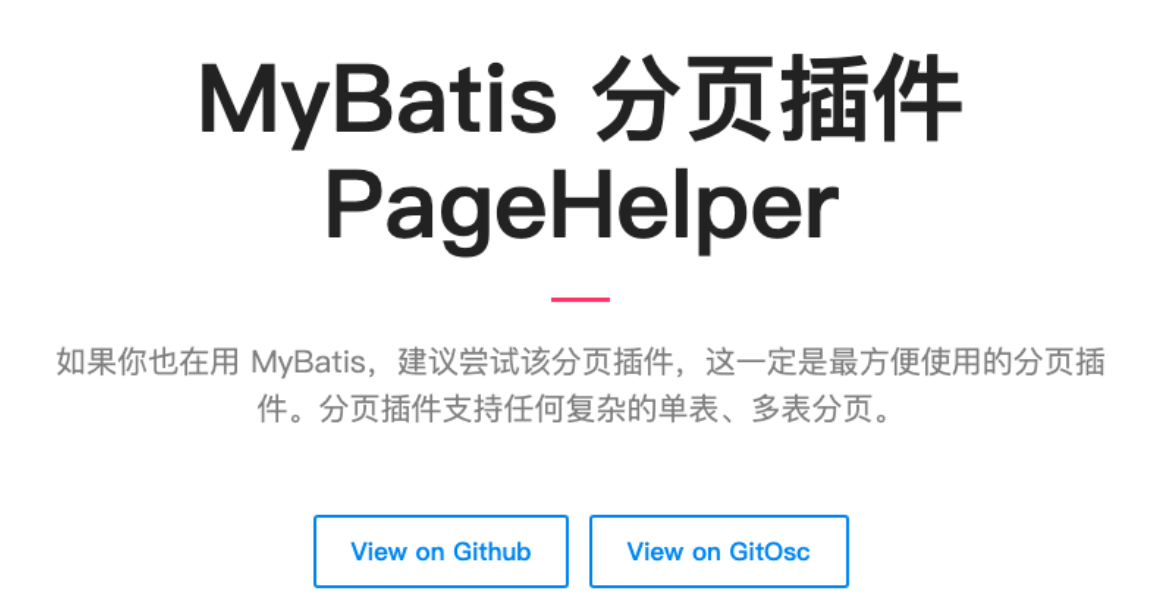 MyBatis 分页插件
PageHelper
如果你也在用 MyBatis，建议尝试该分页插件，这一定是最方便使用的分页插
件。分页插件支持任何复杂的单表、多表分页。
View on Github
View on GitOsc